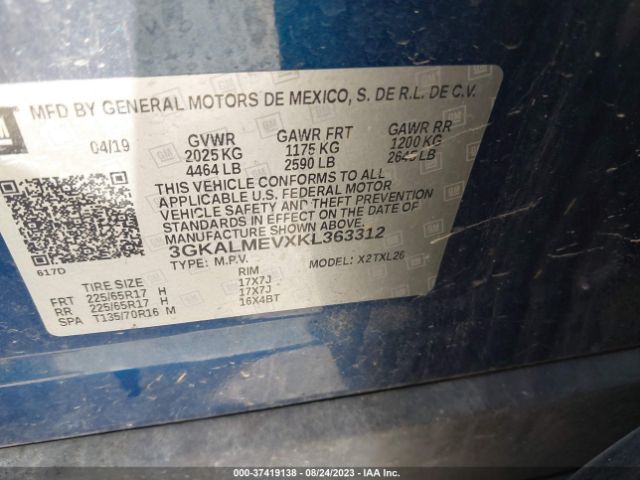 GM
MFD BY GENERAL MOTORS DE MEXICO, S. DE R.L. DE C.V.
04/19 GVWR GAWR FRT GAWR RR
2025 KG 1175 KG 1200 KG
4464 LB 2590 LB 2645 LB
THIS VEHICLE CONFORMS TO ALL
APPLICABLE U.S. FEDERAL MOTOR
VEHICLE SAFETY AND THEFT PREVENTION
STANDARDS IN EFFECT ON THE DATE OF
MANUFACTURE SHOWN ABOVE.
3GKALMEVXKL363312
617D TYPE: M.P.V. MODEL: X2TXL26
TIRE SIZE RIM
FRT 225/65R17 H 17X7J
RR 225/65R17 H 17X7J
SPA T135/70R16 M 16X4BT
000-37419138 - 08/24/2023 - IAA Inc.